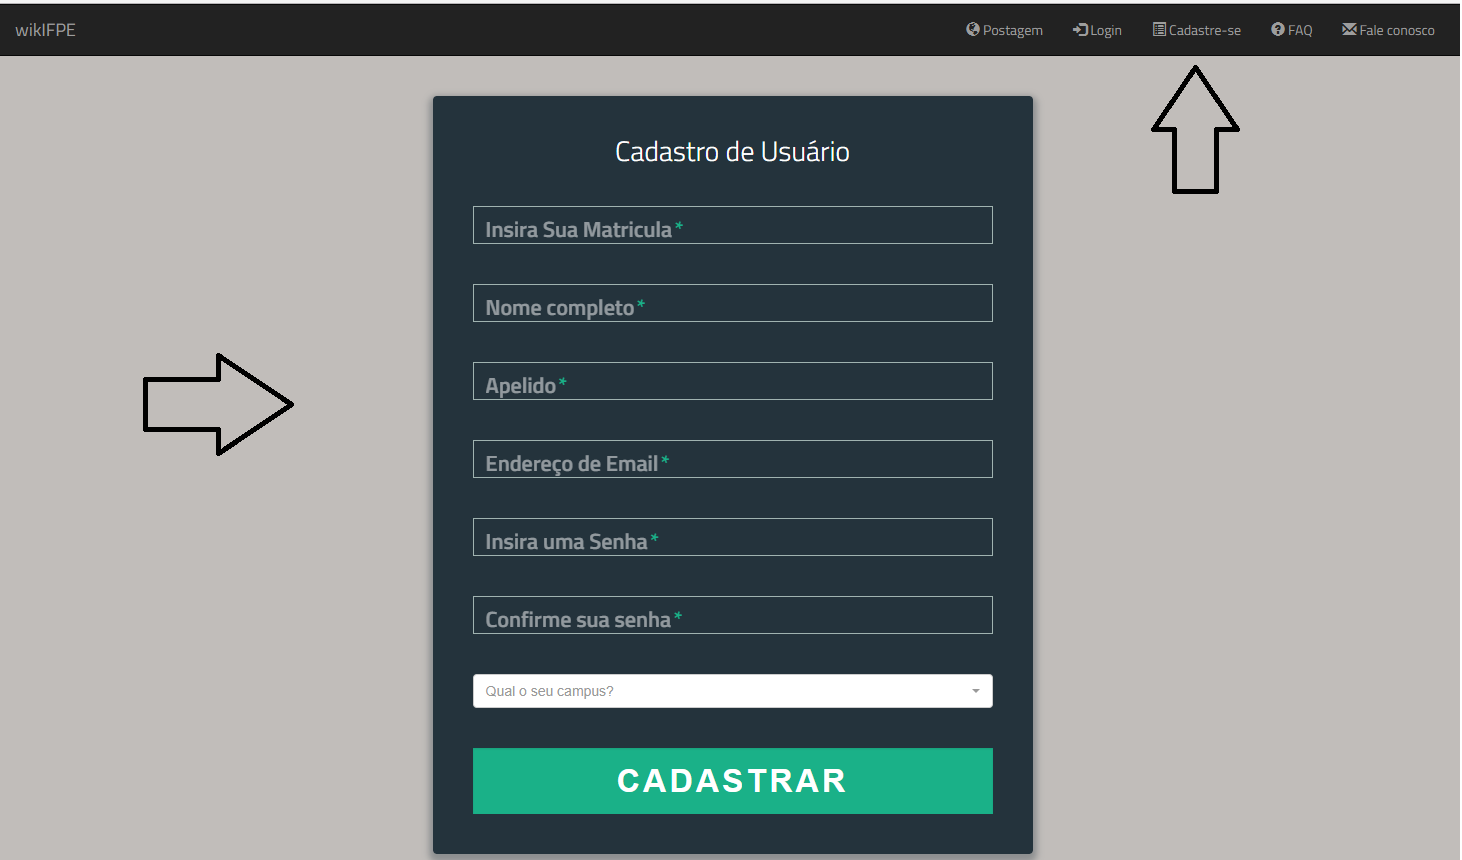 wikIFPE
Postagem
Login
Cadastre-se
FAQ
Fale conosco
Cadastro de Usuário
Insira Sua Matricula*
Nome completo*
Apelido*
Endereço de Email*
Insira uma Senha*
Confirme sua senha*
Qual o seu campus?
CADASTRAR